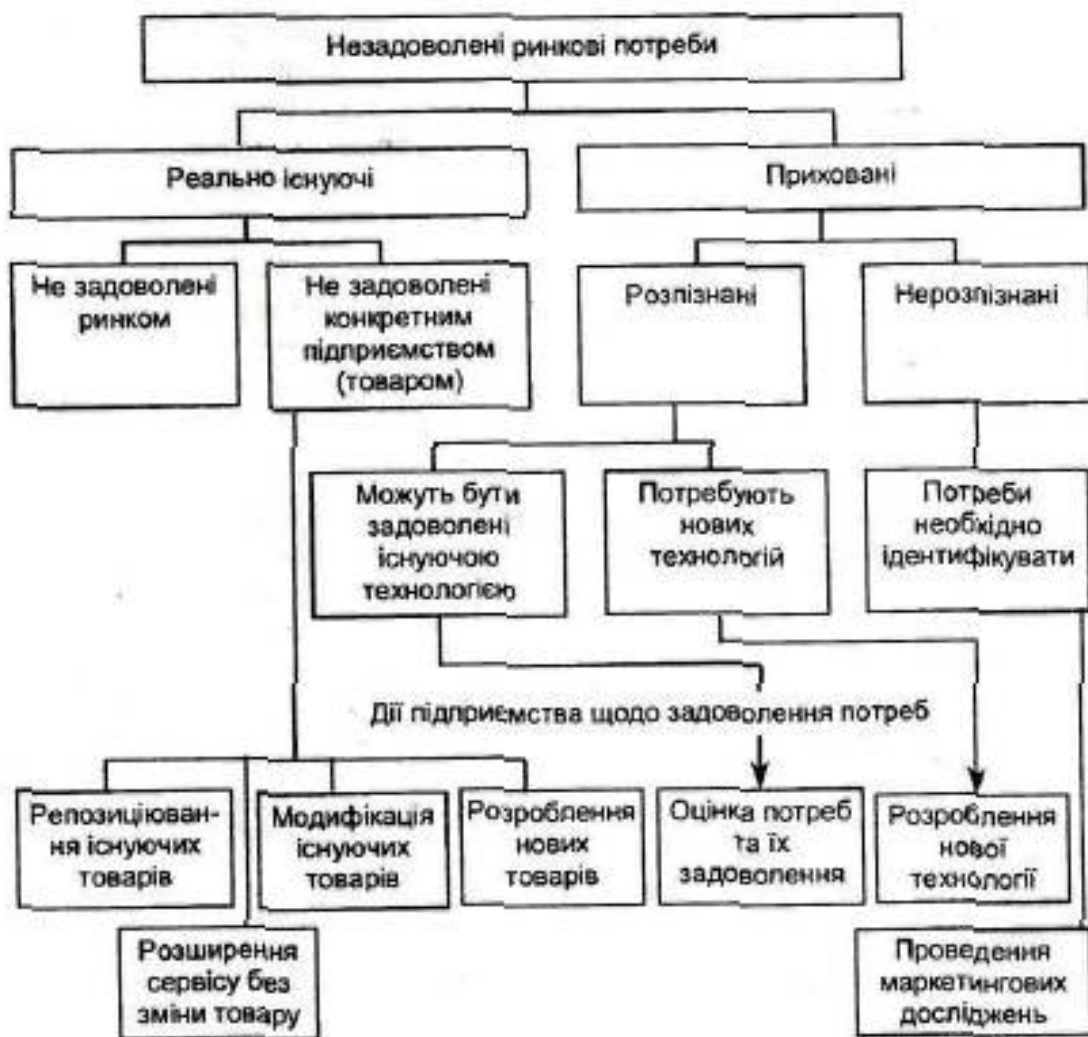 Незадоволені ринкові потреби
Реально існуючі
Приховані
Не задоволені
ринком
Не задоволені
конкретним
підприємством
(товаром)
Розпізнані
Нерозпізнані
Можуть бути
задоволені
існуючою
технологією
Потребують
нових
технологій
Потреби
необхідно
ідентифікувати
Дії підприємства щодо задоволення потреб
Репозиціюван-
ня існуючих
товарів
Модифікація
існуючих
товарів
Розроблення
нових
товарів
Оцінка потреб
та їх
задоволення
Розроблення
нової
технології
Розширення
сервісу без
зміни товару
Проведення
маркетингових
досліджень